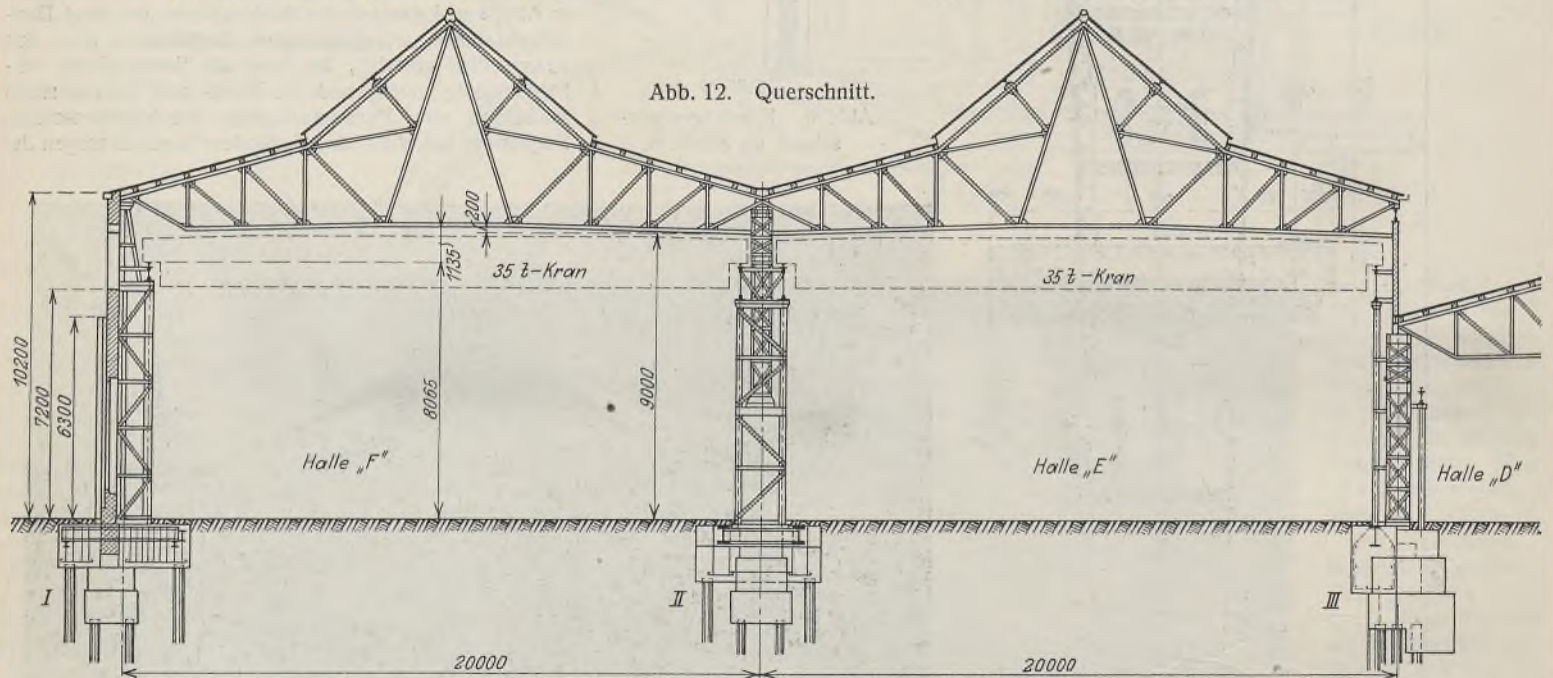 Abb. 12. Querschnitt.
200
1135
35 t-Kran
35 t-Kran
10200
7200
6300
8065
9000
Halle „F"
Halle „E"
Halle „D"
I
II
III
20000
20000